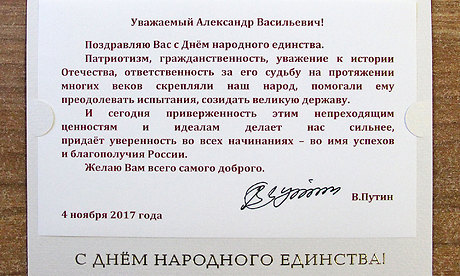 Уважаемый Александр Васильевич!
Поздравляю Вас с Днём народного единства.
Патриотизм, гражданственность, уважение к истории
Отечества, ответственность за его судьбу на протяжении
многих веков скрепляли наш народ, помогали ему
преодолевать испытания, созидать великую державу.
И сегодня приверженность этим непреходящим
ценностям и идеалам делает нас сильнее,
придаёт уверенность во всех начинаниях – во имя успехов
и благополучия России.
Желаю Вам всего самого доброго.
В.Путин
4 ноября 2017 года
С ДНЁМ НАРОДНОГО ЕДИНСТВА!